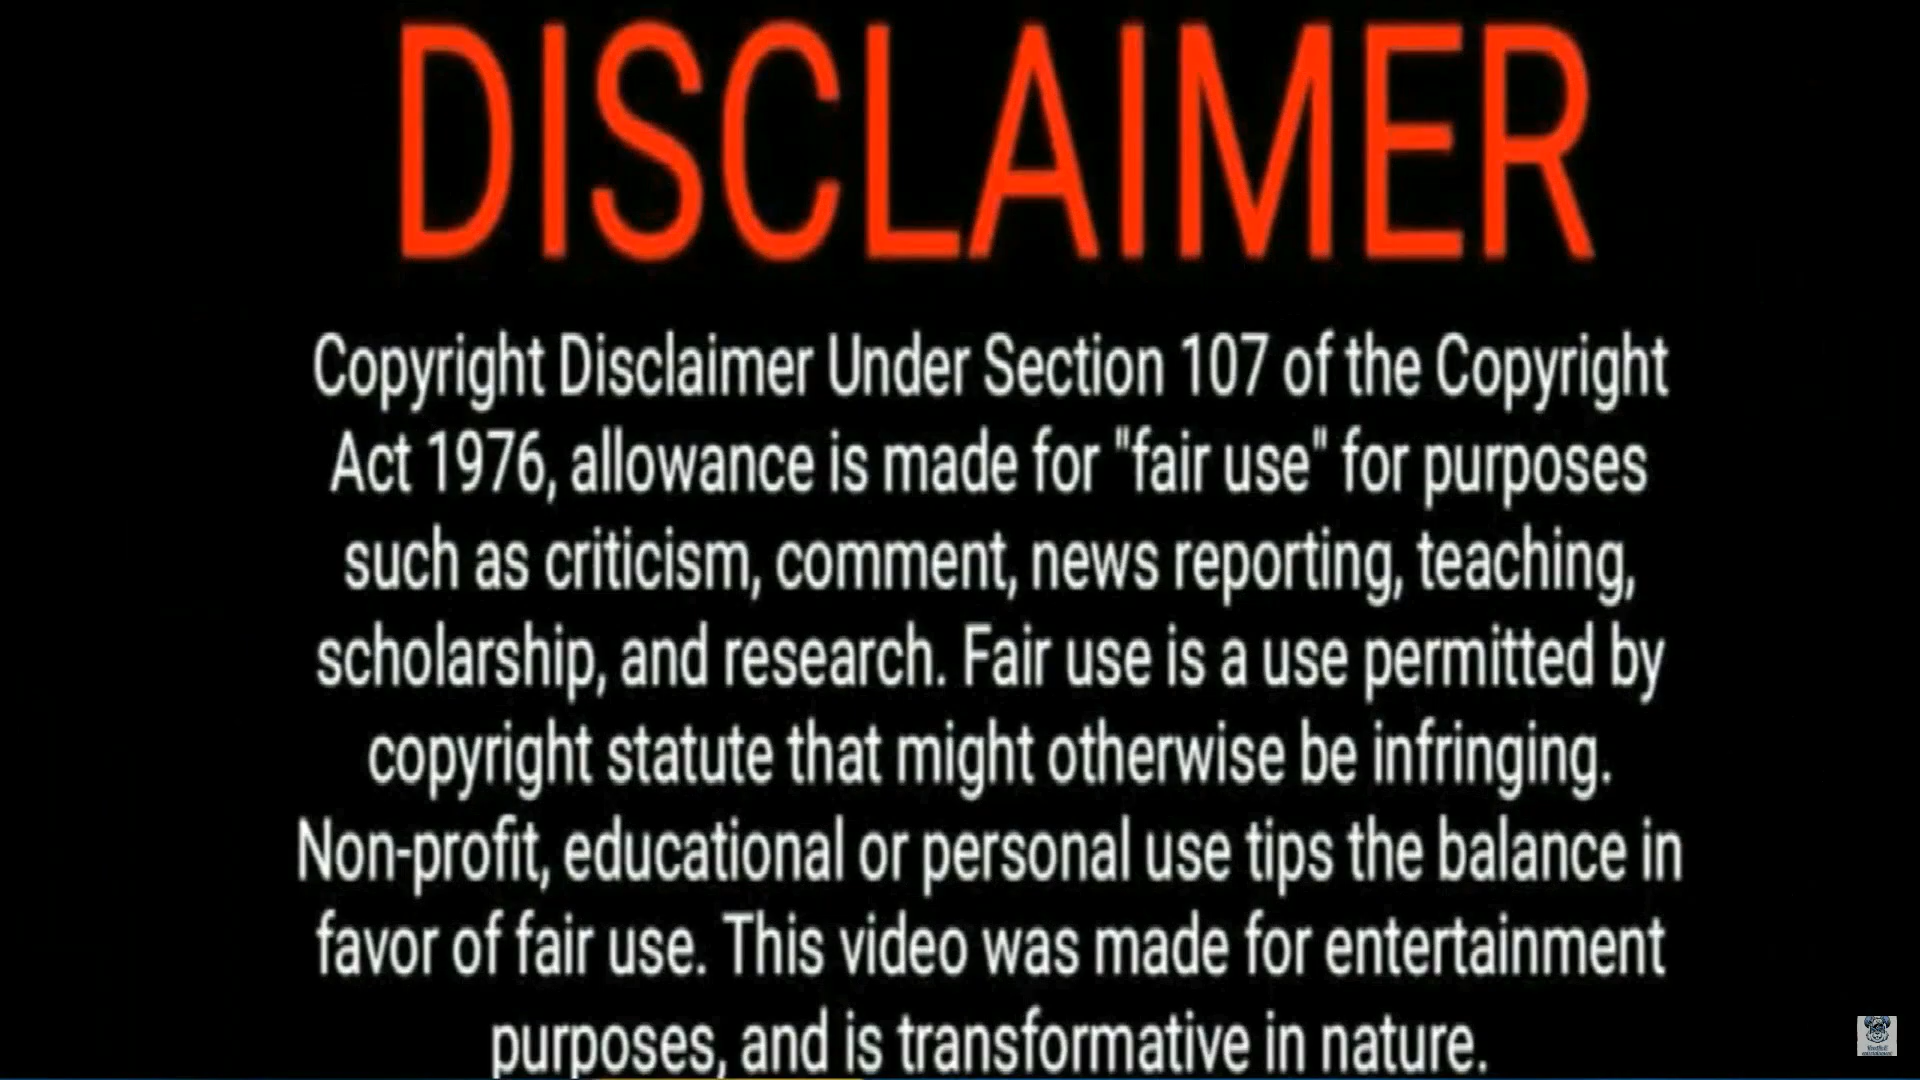 DISCLAIMER
Copyright Disclaimer Under Section 107 of the Copyright
Act 1976, allowance is made for "fair use" for purposes
such as criticism, comment, news reporting, teaching,
scholarship, and research. Fair use is a use permitted by
copyright statute that might otherwise be infringing.
Non-profit, educational or personal use tips the balance in
favor of fair use. This video was made for entertainment
purposes, and is transformative in nature.